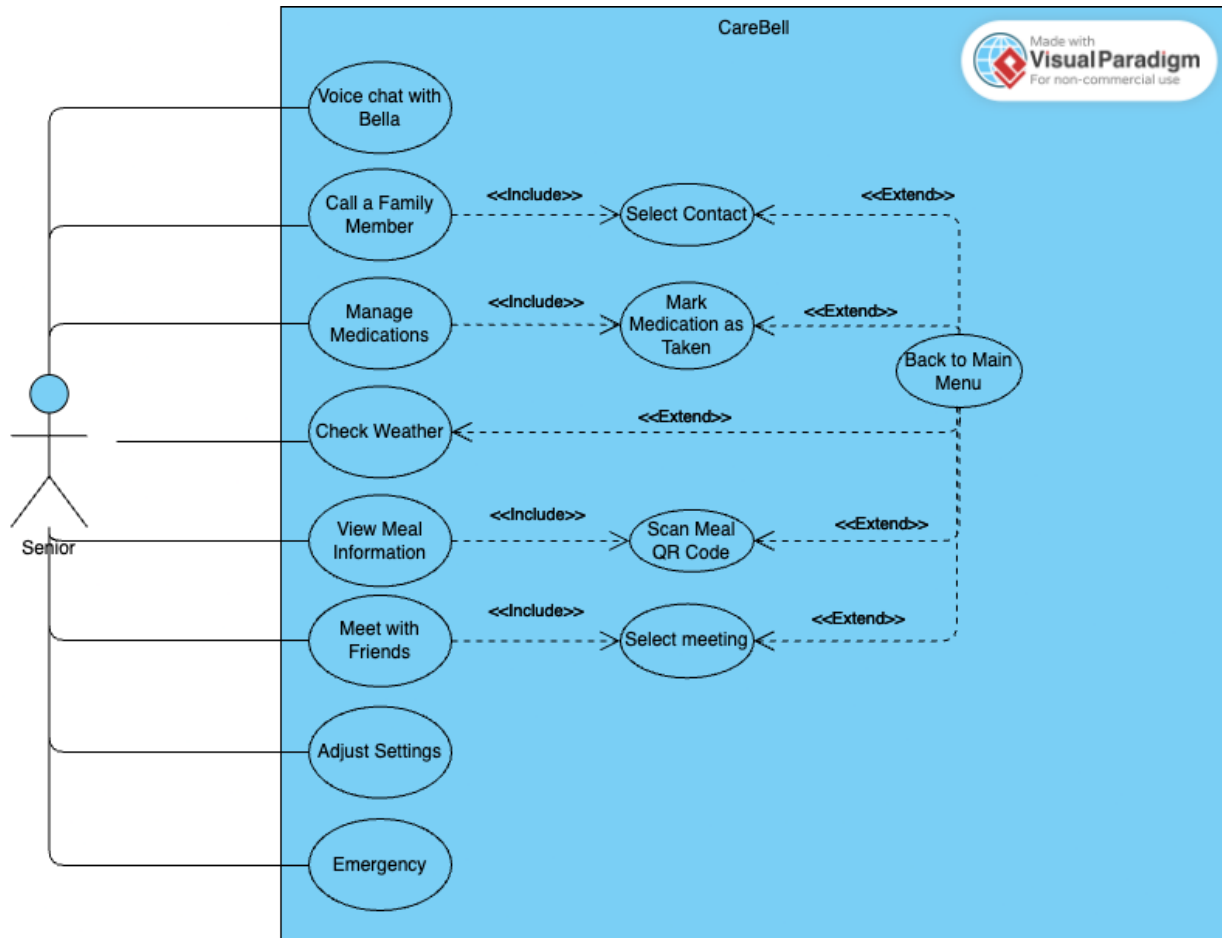 CareBell
Made with
Visual Paradigm
For non-commercial use
Voice chat with
Bella
Call a Family
Member
<<Include>>
Select Contact
<<Extend>>
Manage
Medications
<<Include>>
Mark
Medication as
Taken
<<Extend>>
Back to Main
Menu
Check Weather
<<Extend>>
Senior
View Meal
Information
<<Include>>
Scan Meal
QR Code
<<Extend>>
Meet with
Friends
<<Include>>
Select meeting
<<Extend>>
Adjust Settings
Emergency